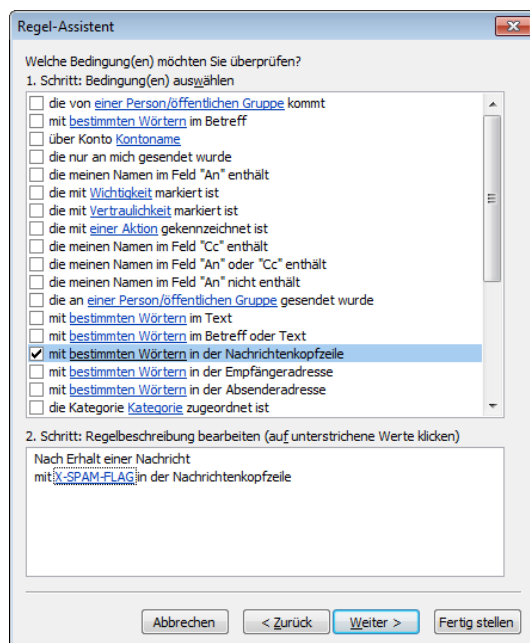 Regel-Assistent
Welche Bedingung(en) möchten Sie überprüfen?
1. Schritt: Bedingung(en) auswählen
die von einer Person/öffentlichen Gruppe kommt
mit bestimmten Wörtern im Betreff
über Konto Kontoname
die nur an mich gesendet wurde
die meinen Namen im Feld "An" enthält
die mit Wichtigkeit markiert ist
die mit Vertraulichkeit markiert ist
die mit einer Aktion gekennzeichnet ist
die meinen Namen im Feld "Cc" enthält
die meinen Namen im Feld "An" oder "Cc" enthält
die meinen Namen im Feld "An" nicht enthält
die an einer Person/öffentlichen Gruppe gesendet wurde
mit bestimmten Wörtern im Text
mit bestimmten Wörtern im Betreff oder Text
mit bestimmten Wörtern in der Nachrichtenkopfzeile
mit bestimmten Wörtern in der Empfängeradresse
mit bestimmten Wörtern in der Absenderadresse
die Kategorie Kategorie zugeordnet ist
2. Schritt: Regelbeschreibung bearbeiten (auf unterstrichene Werte klicken)
Nach Erhalt einer Nachricht
mit X-SPAM-FLAG in der Nachrichtenkopfzeile
Abbrechen < Zurück Weiter > Fertig stellen